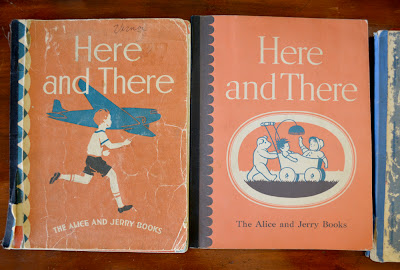 Here
and There
THE ALICE AND JERRY BOOKS
Here
and There
The Alice and Jerry Books